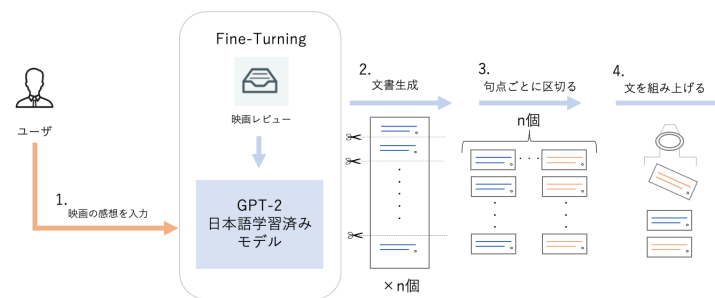 Fine-Turning
映画レビュー
GPT-2
日本語学習済み
モデル
ユーザ
1.
映画の感想を入力
2.
文書生成
×n個
3.
句点ごとに区切る
n個
4.
文を組み上げる